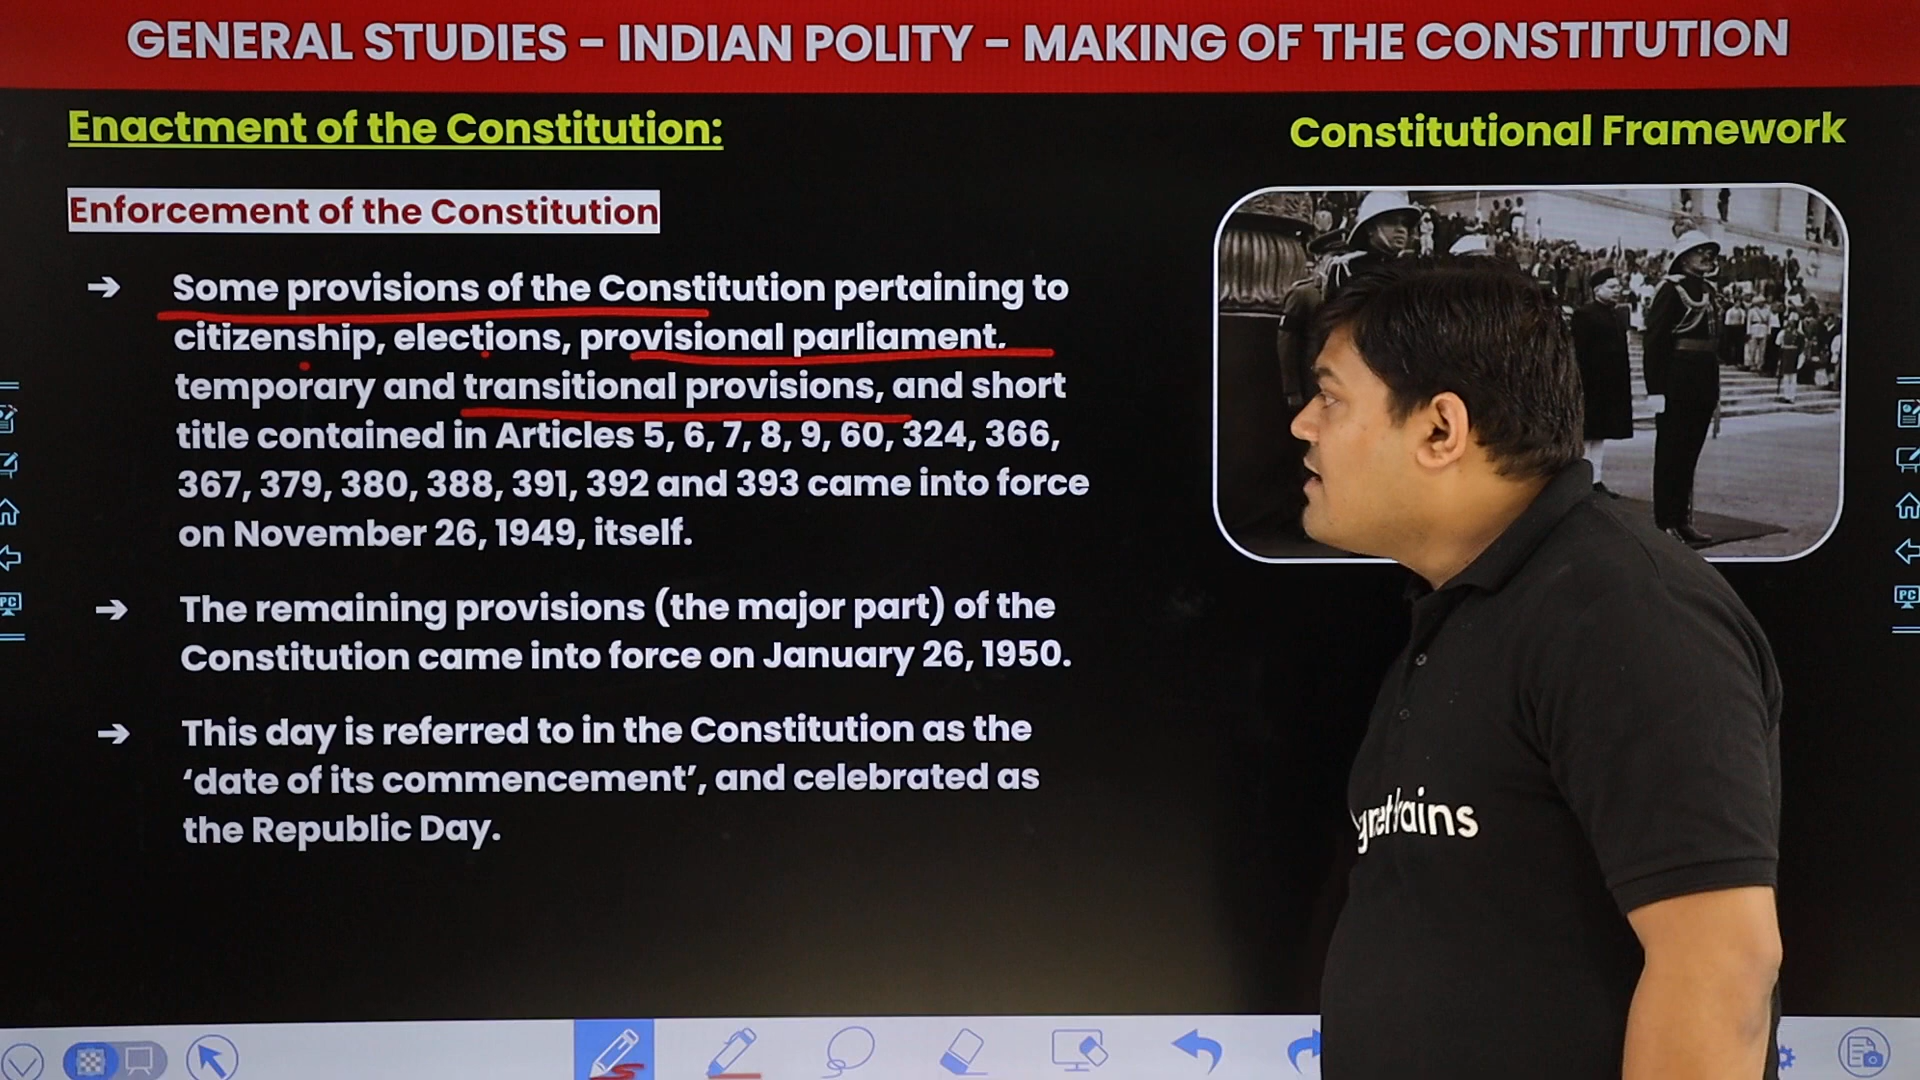 GENERAL STUDIES – INDIAN POLITY – MAKING OF THE CONSTITUTION
Enactment of the Constitution:
Constitutional Framework
Enforcement of the Constitution
➔ Some provisions of the Constitution pertaining to
citizenship, elections, provisional parliament.
temporary and transitional provisions, and short
title contained in Articles 5, 6, 7, 8, 9, 60, 324, 366,
367, 379, 380, 388, 391, 392 and 393 came into force
on November 26, 1949, itself.
➔ The remaining provisions (the major part) of the
Constitution came into force on January 26, 1950.
➔ This day is referred to in the Constitution as the
‘date of its commencement’, and celebrated as
the Republic Day.
PC
PC